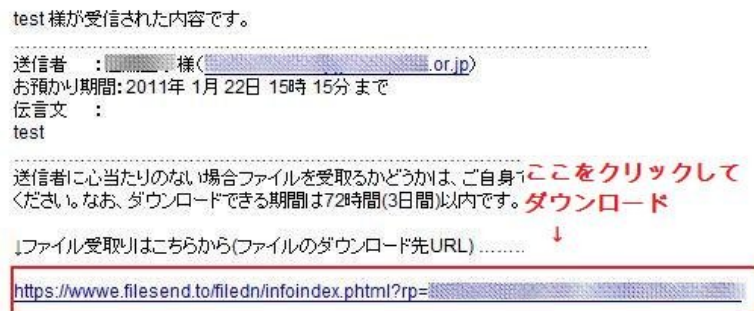 test 様が受信された内容です。
送信者 : 様( .or.jp)
お預かり期間:2011年 1月 22日 15時 15分 まで
伝言文 :
test
送信者に心当たりのない場合ファイルを受取るかどうかは、ご自身で
ください。なお、ダウンロードできる期間は72時間(3日間)以内です。
ここをクリックして
ダウンロード
↓
↓ファイル受取りはこちらから(ファイルのダウンロード先URL) ........
https://wwwe.filesend.to/filedn/infoindex.phtml?rp=